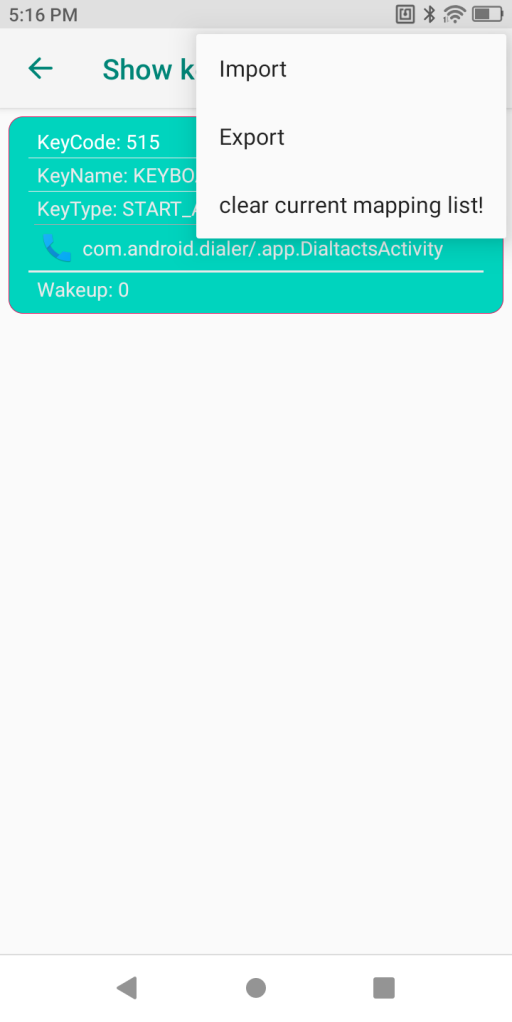 5:16 PM
Show k
Import
Export
clear current mapping list!
KeyCode: 515
KeyName: KEYBO
KeyType: START_
com.android.dialer/.app.DialtactsActivity
Wakeup: 0